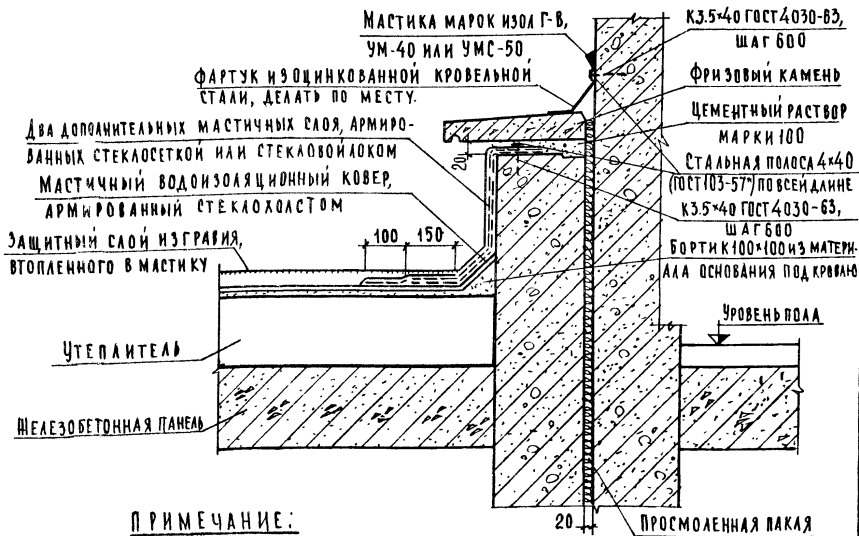 МАСТИКА МАРОК ИЗОЛ Г-В,
УМ-40 ИЛИ УМС-50
ФАРТУК ИЗ ОЦИНКОВАННОЙ КРОВЕЛЬНОЙ
СТАЛИ, ДЕЛАТЬ ПО МЕСТУ.
ДВА ДОПОЛНИТЕЛЬНЫХ МАСТИЧНЫХ СЛОЯ, АРМИРО-
ВАННЫХ СТЕКЛОСЕТКОЙ ИЛИ СТЕКЛОВОЙЛОКОМ
МАСТИЧНЫЙ ВОДОИЗОЛЯЦИОННЫЙ КОВЕР,
АРМИРОВАННЫЙ СТЕКЛОХОЛСТОМ
ЗАЩИТНЫЙ СЛОЙ ИЗ ГРАВИЯ,
ВТОПЛЕННОГО В МАСТИКУ
100 150
20
УТЕПЛИТЕЛЬ
ЖЕЛЕЗОБЕТОННАЯ ПАНЕЛЬ
К3.5×40 ГОСТ 4030-63,
ШАГ 600
ФРИЗОВЫЙ КАМЕНЬ
ЦЕМЕНТНЫЙ РАСТВОР
МАРКИ 100
СТАЛЬНАЯ ПОЛОСА 4×40
(ГОСТ 103-57*) ПО ВСЕЙ ДЛИНЕ
К3.5×40 ГОСТ 4030-63,
ШАГ 600
БОРТИК 100×100 ИЗ МАТЕРИ-
АЛА ОСНОВАНИЯ ПОД КРОВЛЮ
УРОВЕНЬ ПОЛА
20
ПРОСМОЛЕННАЯ ПАКЛЯ
ПРИМЕЧАНИЕ: